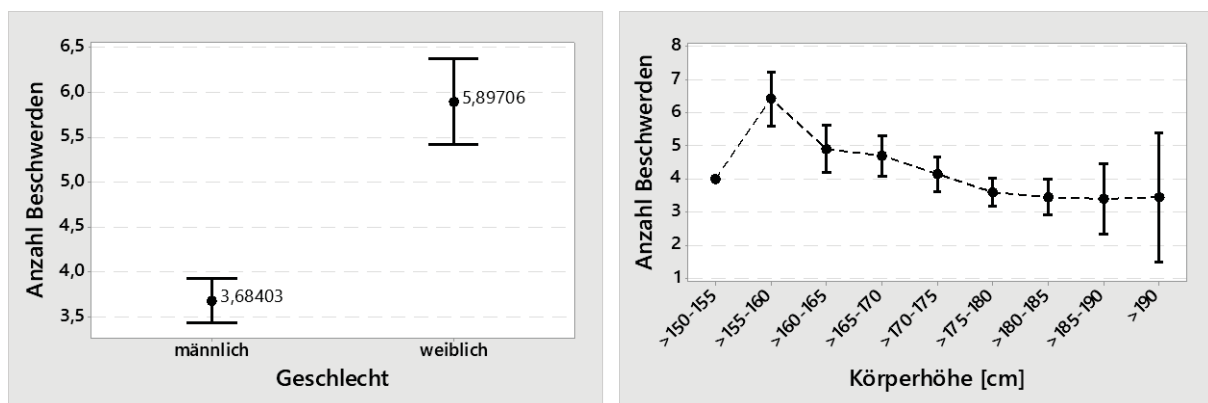 Anzahl Beschwerden
6,5
6,0
5,5
5,0
4,5
4,0
3,5
5,89706
3,68403
männlich weiblich
Geschlecht
Anzahl Beschwerden
8
7
6
5
4
3
2
1
>150-155 >155-160 >160-165 >165-170 >170-175 >175-180 >180-185 >185-190 >190
Körperhöhe [cm]